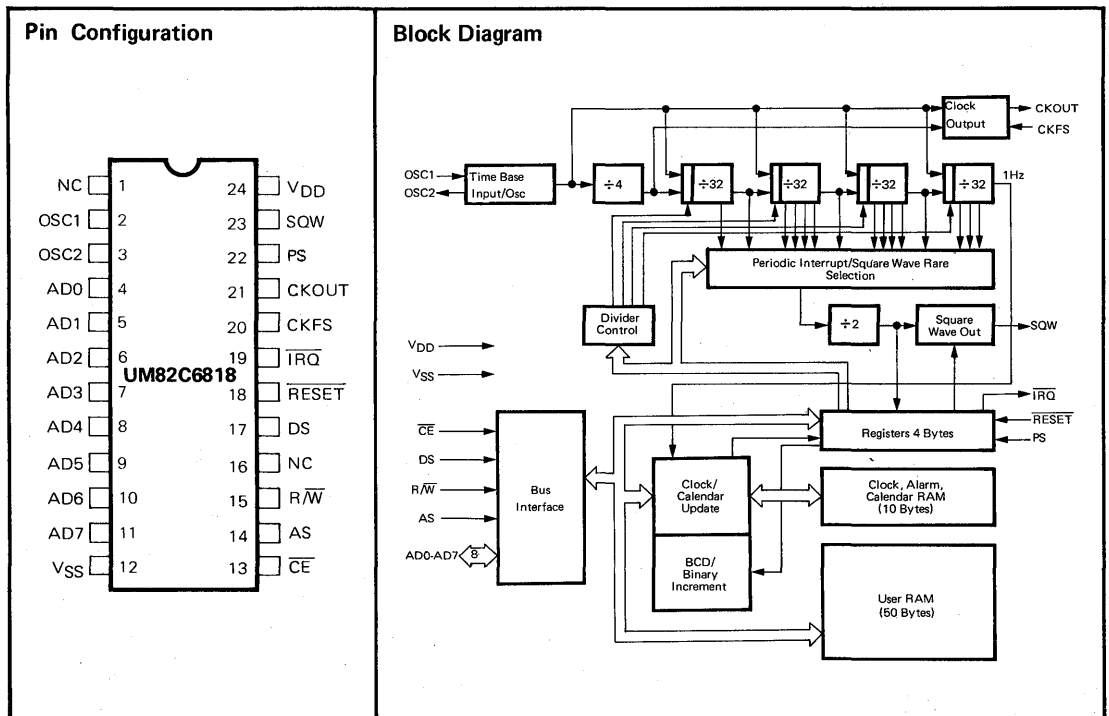 Pin Configuration
NC 1
OSC1 2
OSC2 3
AD0 4
AD1 5
AD2 6
AD3 7
AD4 8
AD5 9
AD6 10
AD7 11
VSS 12
24 VDD
23 SQW
22 PS
21 CKOUT
20 CKFS
19 IRQ
18 RESET
17 DS
16 NC
15 R/W
14 AS
13 CE
UM82C6818
Block Diagram
Clock
Output
CKOUT
CKFS
OSC1
OSC2
Time Base
Input/Osc
÷4
÷32
÷32
÷32
÷32
1Hz
Periodic Interrupt/Square Wave Rare
Selection
Divider
Control
÷2
Square
Wave Out
SQW
VDD
VSS
IRQ
RESET
PS
Registers 4 Bytes
CE
DS
R/W
AS
AD0-AD7
8
Bus
Interface
Clock/
Calendar
Update
Clock, Alarm,
Calendar RAM
(10 Bytes)
BCD/
Binary
Increment
User RAM
(50 Bytes)